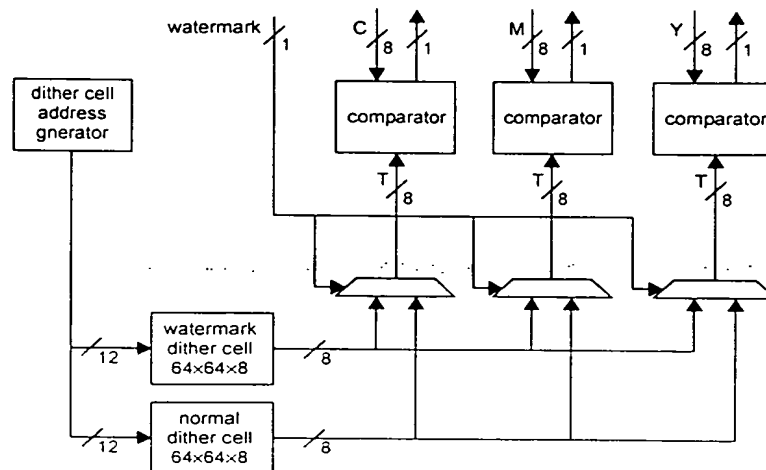 watermark 1 C 8 1 M 8 1 Y 8 1
dither cell
address
gnerator
comparator comparator comparator
T 8 T 8 T 8
12 watermark
dither cell
64×64×8 8
12 normal
dither cell
64×64×8 8